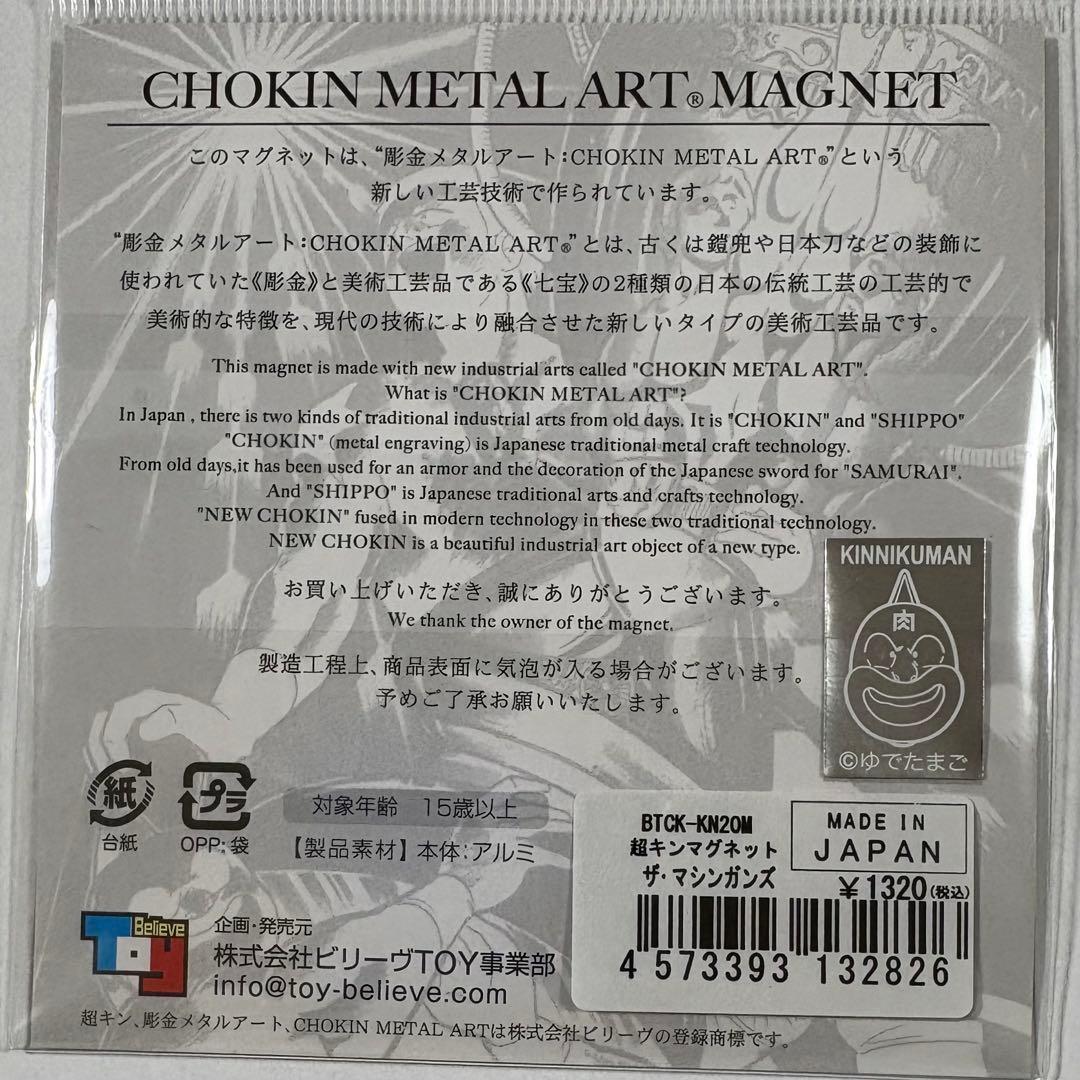 CHOKIN METAL ART® MAGNET
このマグネットは、“彫金メタルアート：CHOKIN METAL ART®”という
新しい工芸技術で作られています。
“彫金メタルアート：CHOKIN METAL ART®”とは、古くは鎧兜や日本刀などの装飾に
使われていた《彫金》と美術工芸品である《七宝》の2種類の日本の伝統工芸の工芸的で
美術的な特徴を、現代の技術により融合させた新しいタイプの美術工芸品です。
This magnet is made with new industrial arts called "CHOKIN METAL ART".
What is "CHOKIN METAL ART"?
In Japan , there is two kinds of traditional industrial arts from old days. It is "CHOKIN" and "SHIPPO"
"CHOKIN" (metal engraving) is Japanese traditional metal craft technology.
From old days,it has been used for an armor and the decoration of the Japanese sword for "SAMURAI".
And "SHIPPO" is Japanese traditional arts and crafts technology.
"NEW CHOKIN" fused in modern technology in these two traditional technology.
NEW CHOKIN is a beautiful industrial art object of a new type.
お買い上げいただき、誠にありがとうございます。
We thank the owner of the magnet.
製造工程上、商品表面に気泡が入る場合がございます。
予めご了承お願いいたします。
KINNIKUMAN
肉
©ゆでたまご
紙
台紙
プラ
OPP:袋
対象年齢 15歳以上
【製品素材】本体:アルミ
BTCK-KN20M
超キンマグネット
ザ・マシンガンズ
MADE IN
JAPAN
¥1320(税込)
4 573393 132826
Believe
TOY
企画・発売元
株式会社ビリーヴTOY事業部
info@toy-believe.com
超キン、彫金メタルアート、CHOKIN METAL ARTは株式会社ビリーヴの登録商標です。